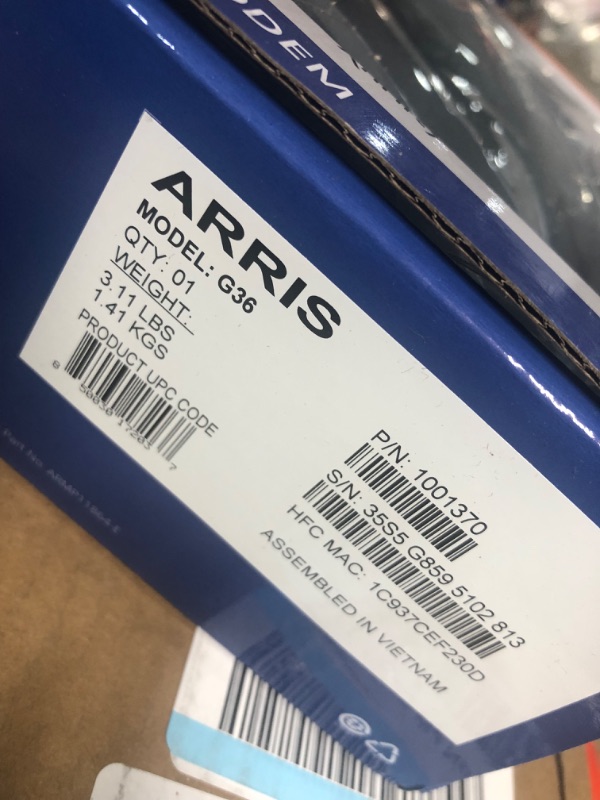 ODEM
ARRIS
MODEL: G36
QTY: 01
WEIGHT:
3.11 LBS
1.41 KGS
PRODUCT UPC CODE
P/N: 1001370
S/N: 35S5 G859 5102 813
HFC MAC: 1C937CEF230D
ASSEMBLED IN VIETNAM